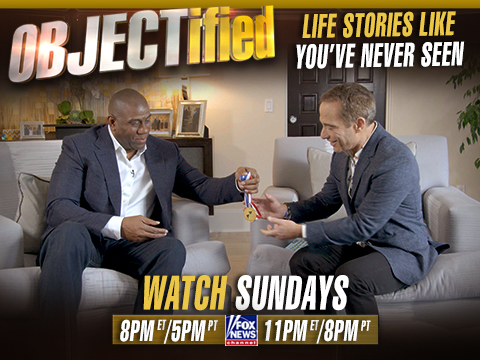 OBJECTified
LIFE STORIES LIKE
YOU'VE NEVER SEEN
WATCH SUNDAYS
8PM ET/5PM PT
FOX
NEWS
channel
11PM ET/8PM PT